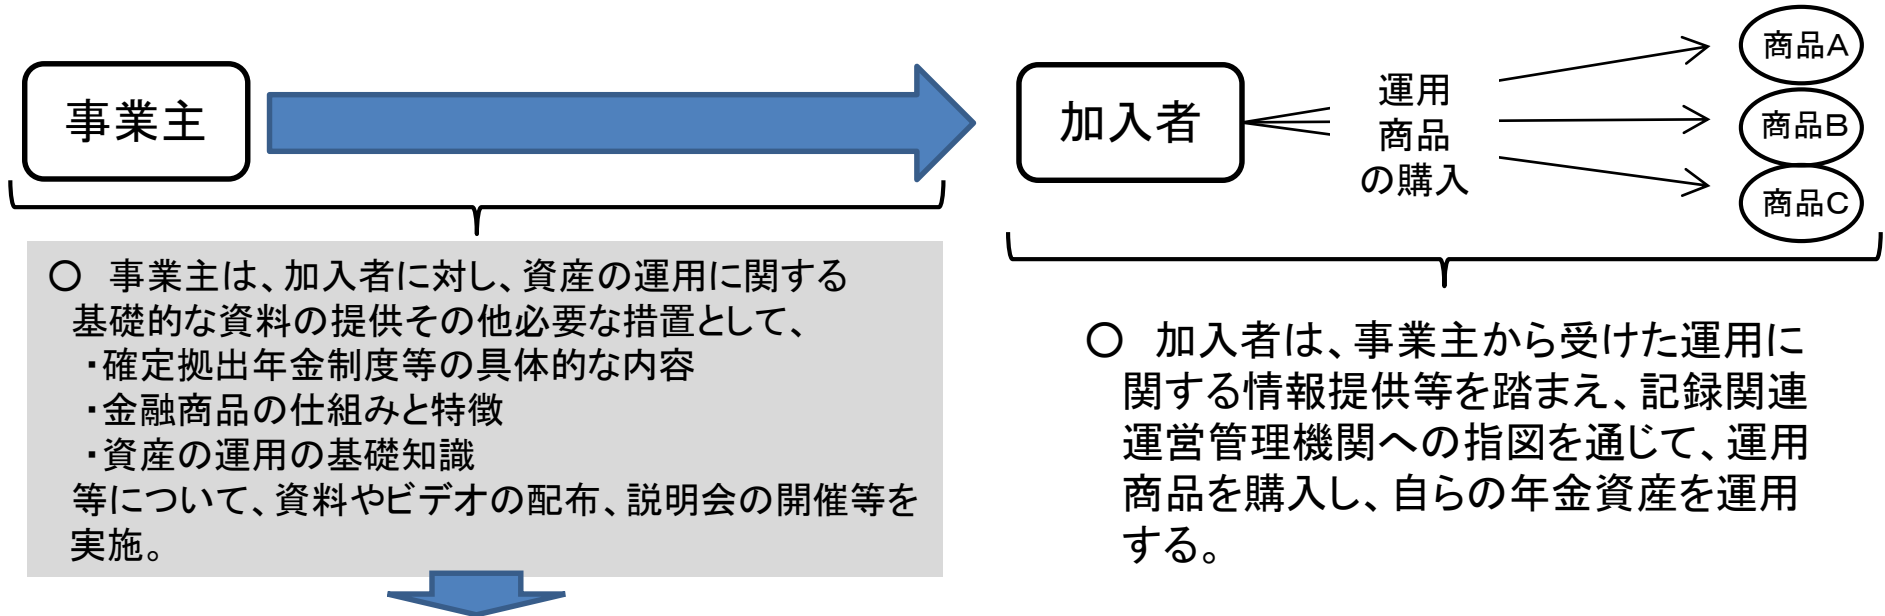 事業主
加入者
運用
商品
の購入
商品A
商品B
商品C
○　事業主は、加入者に対し、資産の運用に関する
基礎的な資料の提供その他必要な措置として、
・確定拠出年金制度等の具体的な内容
・金融商品の仕組みと特徴
・資産の運用の基礎知識
等について、資料やビデオの配布、説明会の開催等を
実施。
○　加入者は、事業主から受けた運用に
関する情報提供等を踏まえ、記録関連
運営管理機関への指図を通じて、運用
商品を購入し、自らの年金資産を運用
する。